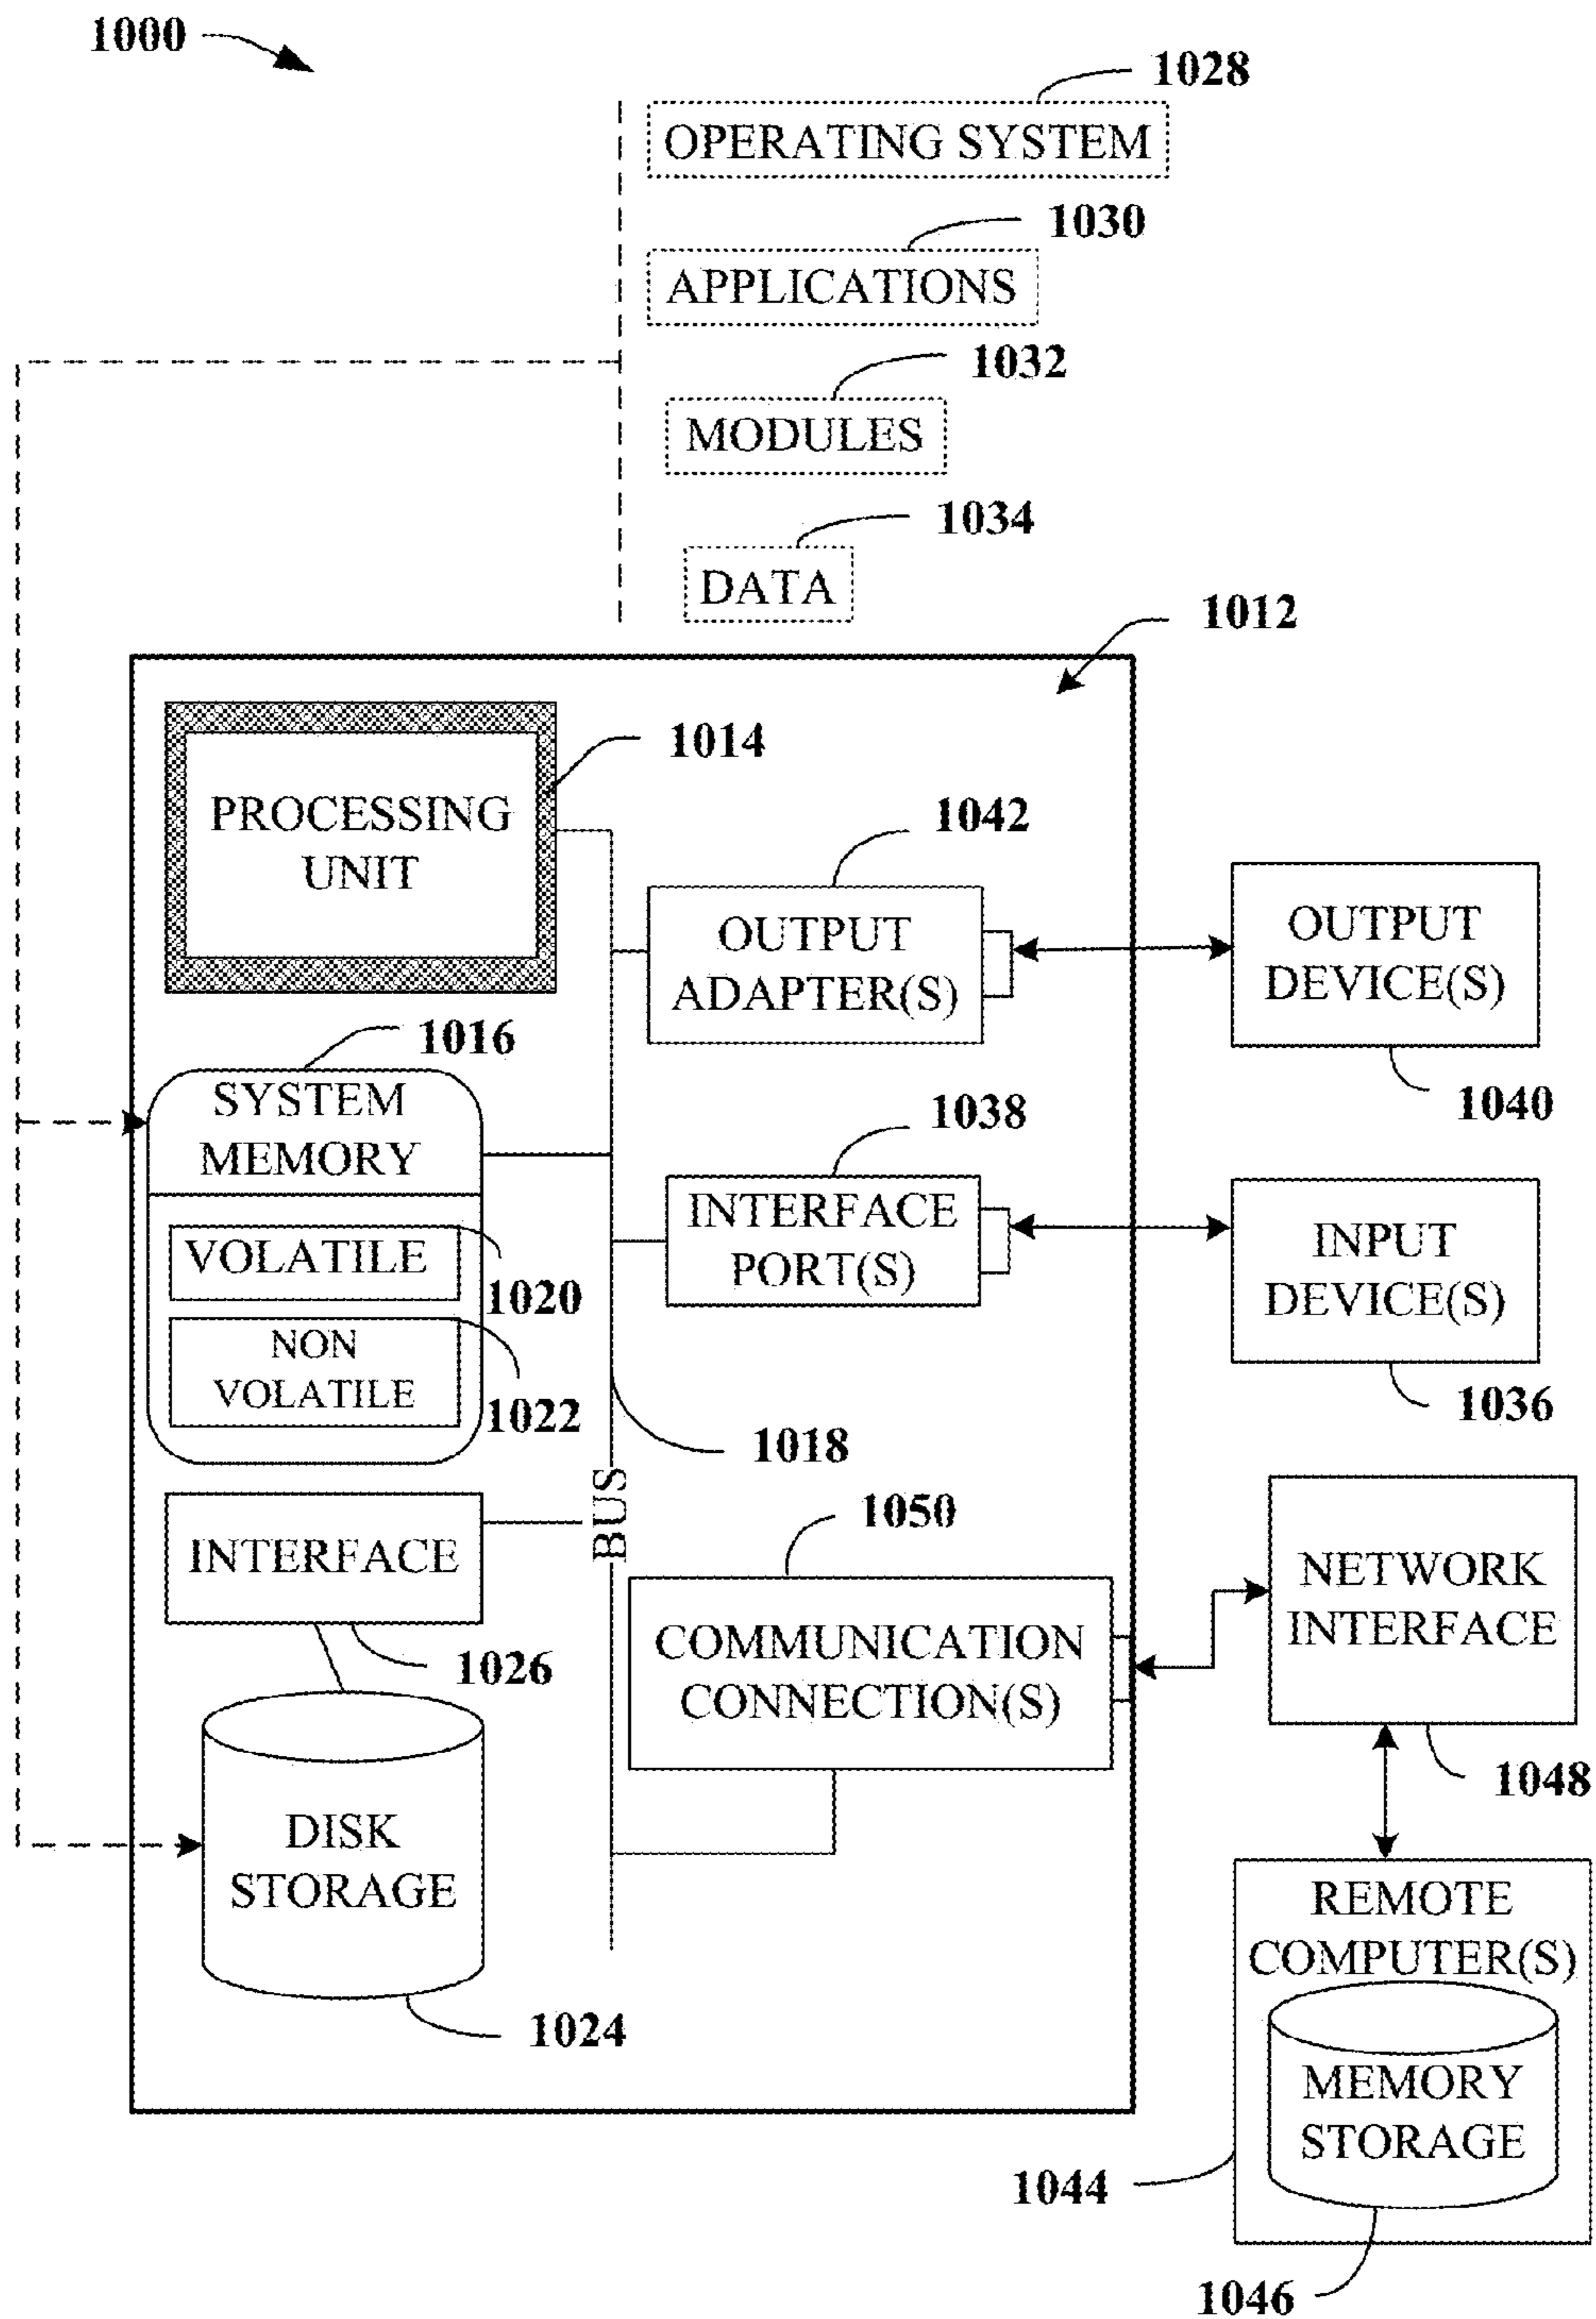 1000
1028
OPERATING SYSTEM
1030
APPLICATIONS
1032
MODULES
1034
DATA
1012
1014
PROCESSING
UNIT
1042
OUTPUT
ADAPTER(S)
OUTPUT
DEVICE(S)
1040
1016
SYSTEM
MEMORY
VOLATILE
1020
NON
VOLATILE
1022
1038
INTERFACE
PORT(S)
INPUT
DEVICE(S)
1036
1018
BUS
INTERFACE
1026
1050
COMMUNICATION
CONNECTION(S)
NETWORK
INTERFACE
1048
DISK
STORAGE
1024
REMOTE
COMPUTER(S)
MEMORY
STORAGE
1044
1046